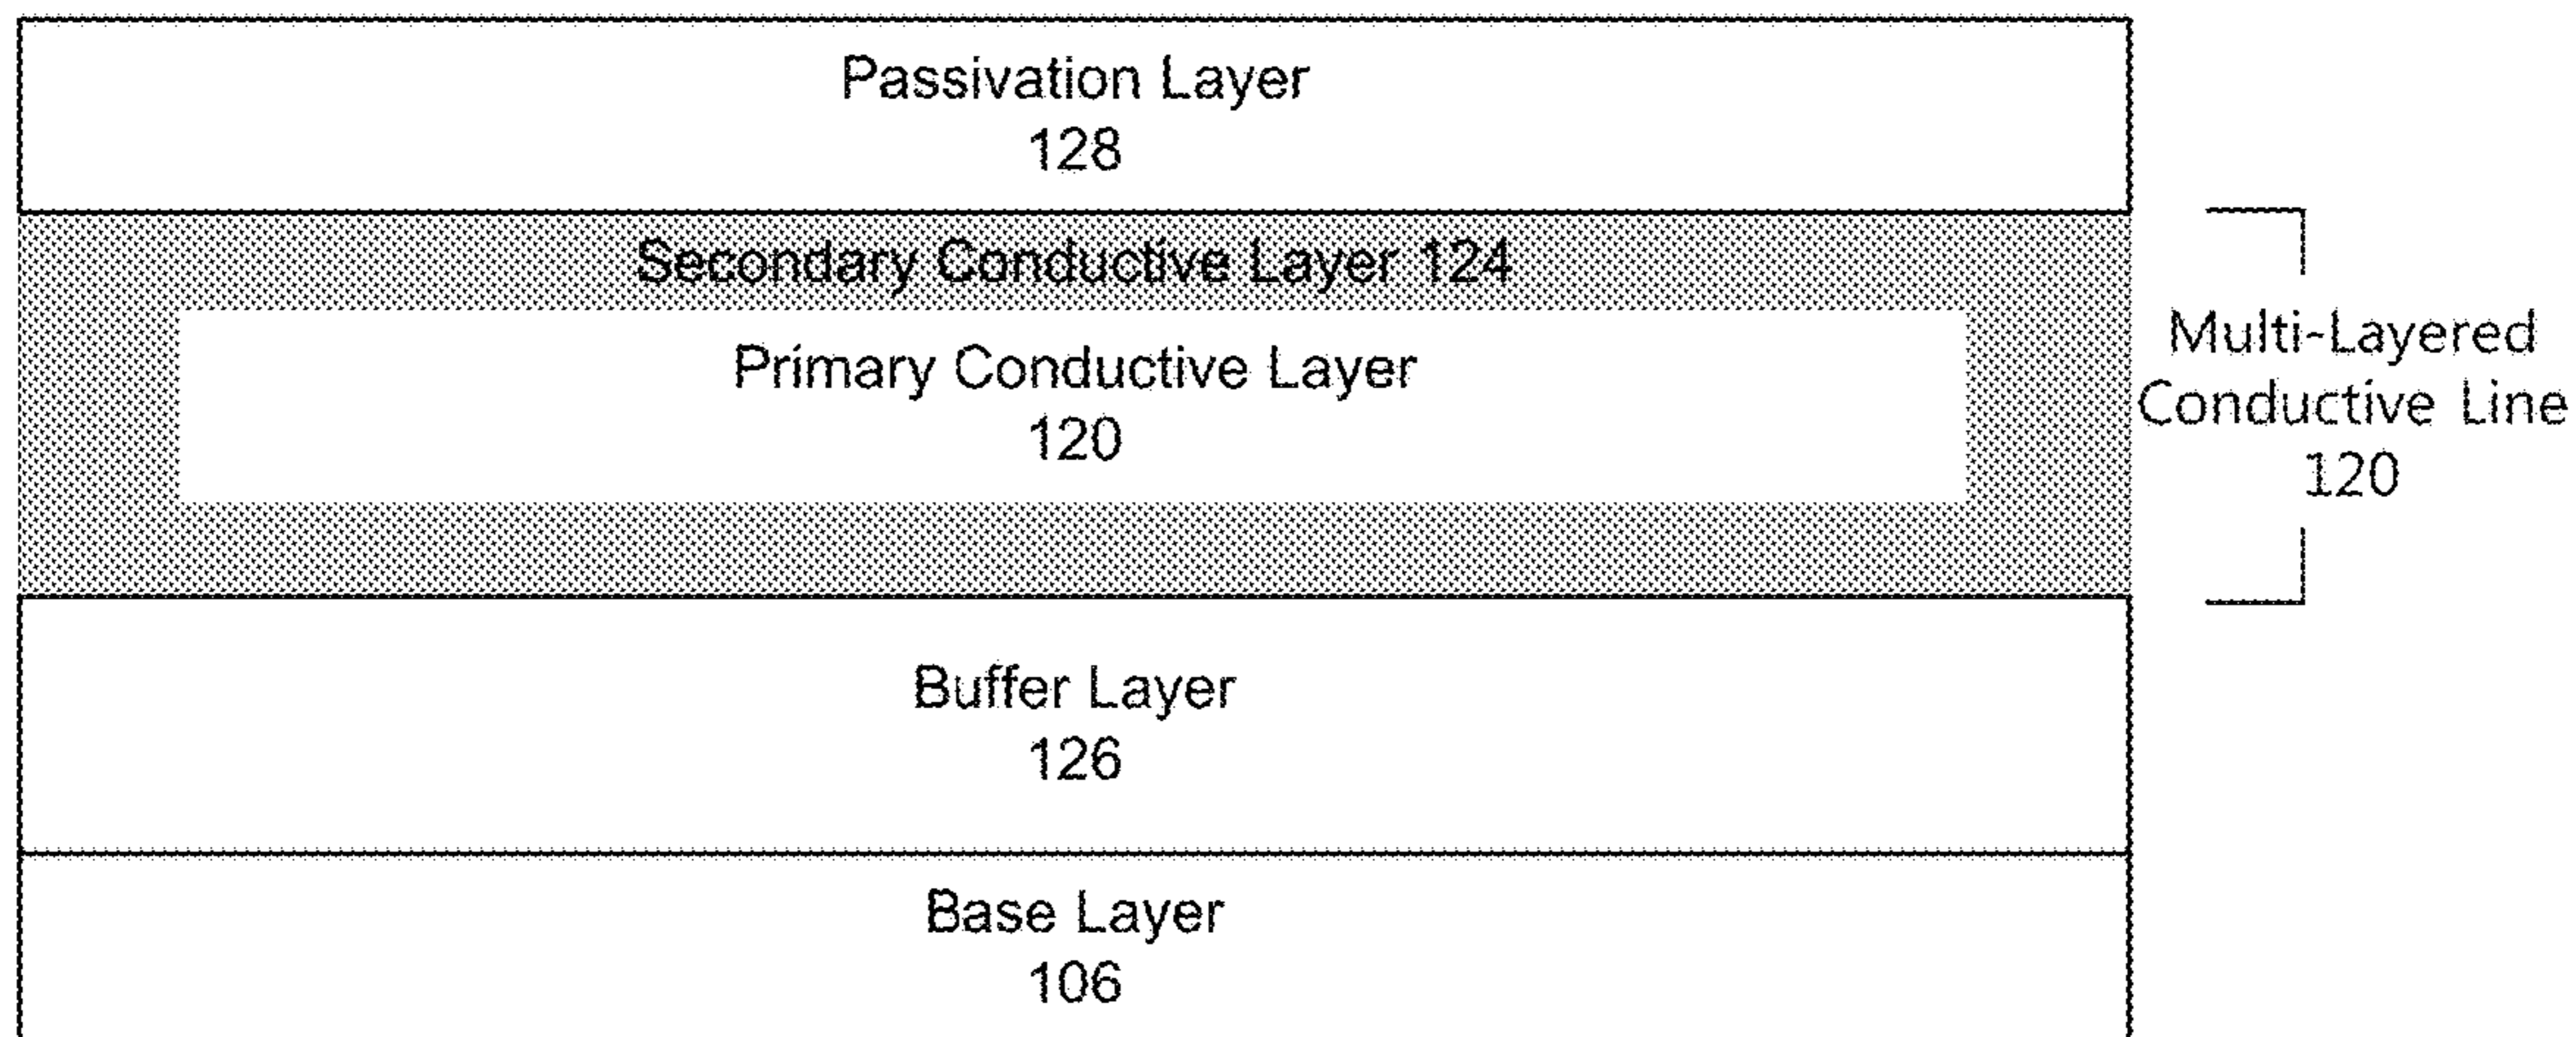 Passivation Layer
128
Secondary Conductive Layer 124
Primary Conductive Layer
120
Multi-Layered
Conductive Line
120
Buffer Layer
126
Base Layer
106